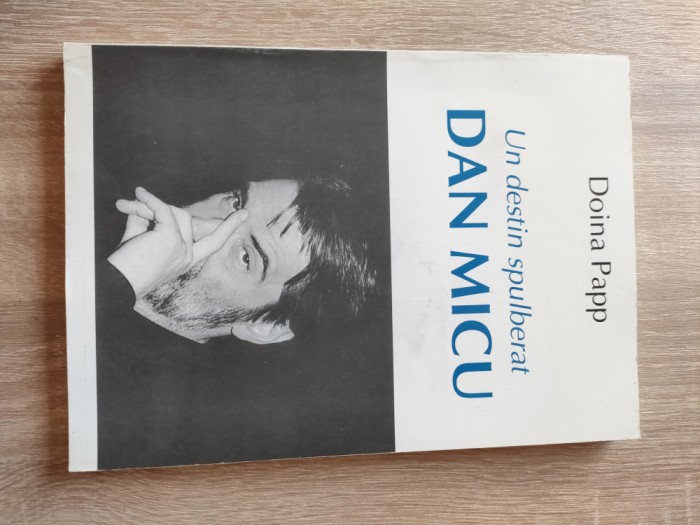 Doina Papp
Un destin spulberat
DAN MICU